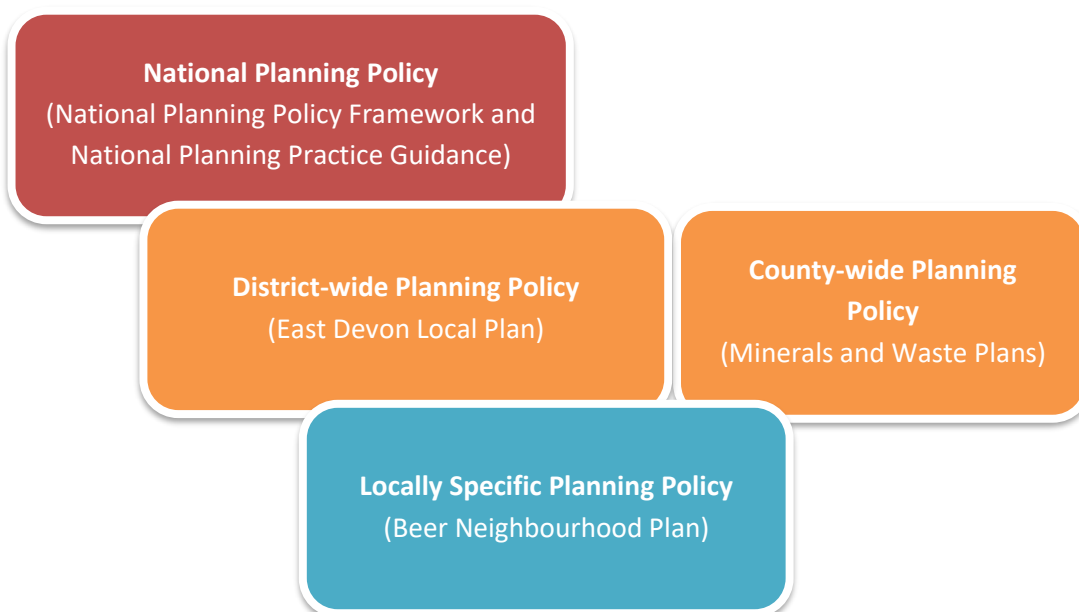 National Planning Policy
(National Planning Policy Framework and
National Planning Practice Guidance)
District-wide Planning Policy
(East Devon Local Plan)
County-wide Planning
Policy
(Minerals and Waste Plans)
Locally Specific Planning Policy
(Beer Neighbourhood Plan)